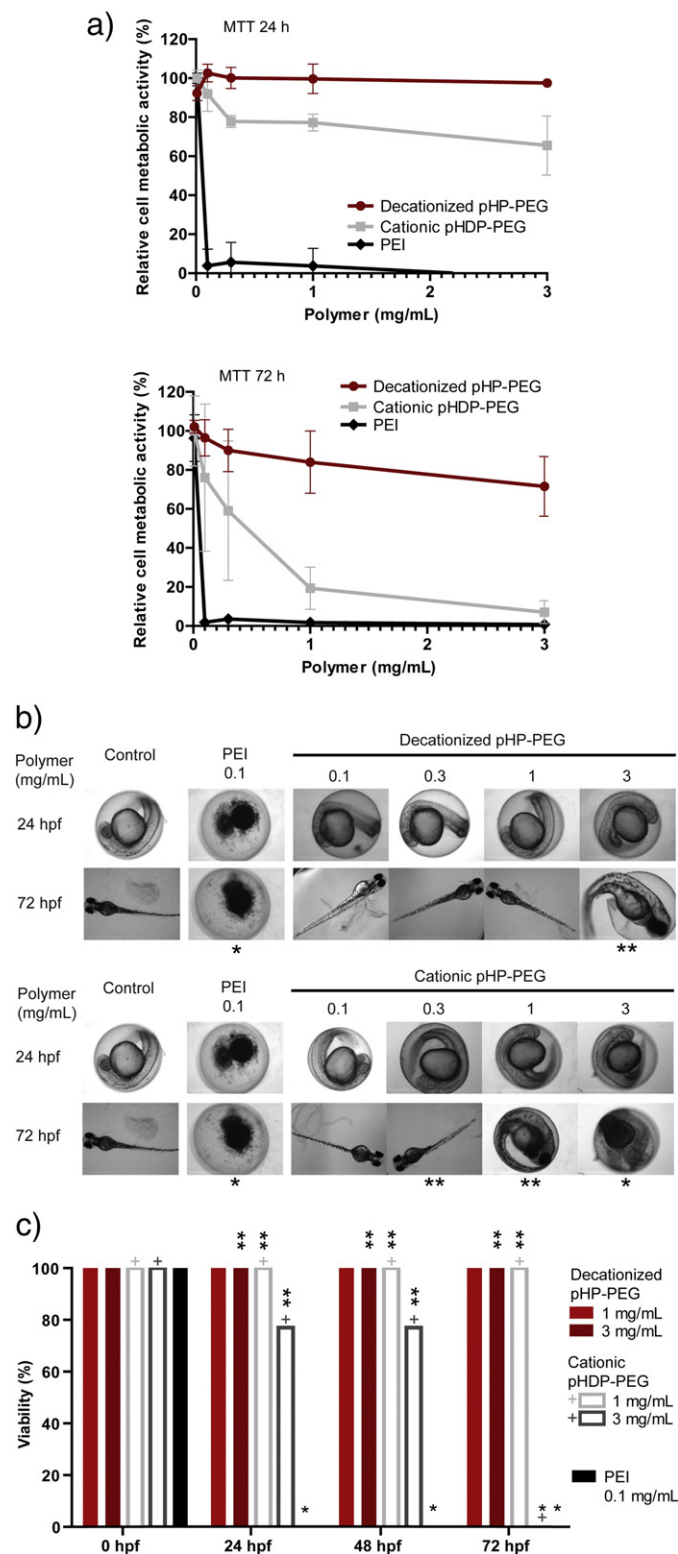 a)
MTT 24 h
Relative cell metabolic activity (%)
120
100
80
60
40
20
0
Decationized pHP-PEG
Cationic pHDP-PEG
PEI
0 1 2 3
Polymer (mg/mL)
MTT 72 h
Relative cell metabolic activity (%)
120
100
80
60
40
20
0
Decationized pHP-PEG
Cationic pHDP-PEG
PEI
0 1 2 3
Polymer (mg/mL)
b)
Decationized pHP-PEG
Polymer Control PEI
(mg/mL) 0.1 0.1 0.3 1 3
24 hpf
72 hpf
* **
Cationic pHP-PEG
Polymer Control PEI
(mg/mL) 0.1 0.1 0.3 1 3
24 hpf
72 hpf
* ** ** *
c)
Viability (%)
100
80
60
40
20
0
+ + ** ** + ** + ** ** + ** + ** ** +
* * * *
+
0 hpf 24 hpf 48 hpf 72 hpf
Decationized
pHP-PEG
1 mg/mL
3 mg/mL
Cationic
pHDP-PEG
+ 1 mg/mL
+ 3 mg/mL
PEI
0.1 mg/mL